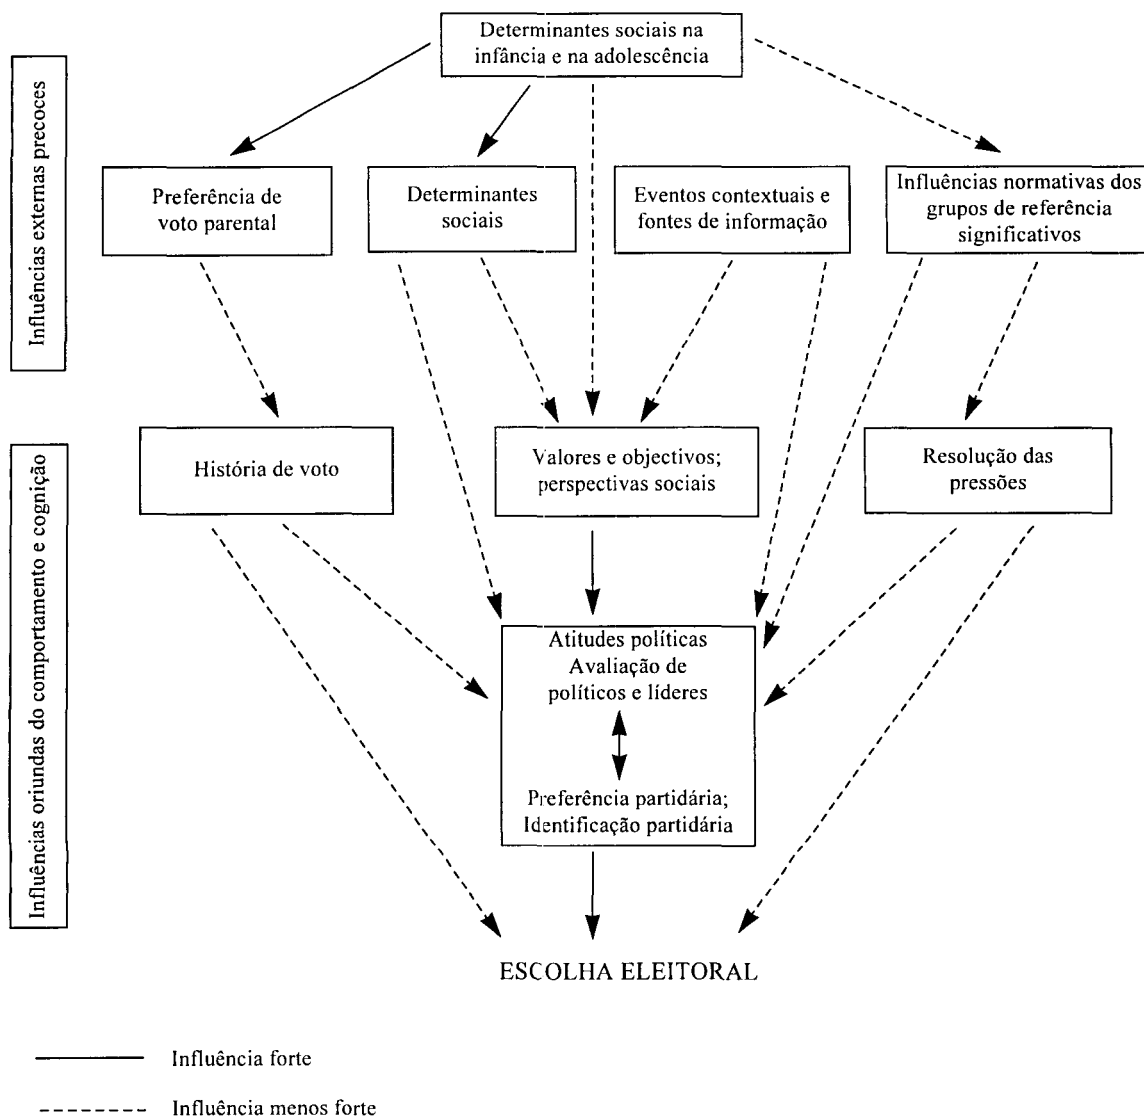 Determinantes sociais na
infância e na adolescência
Influências externas precoces
Preferência de
voto parental
Determinantes
sociais
Eventos contextuais e
fontes de informação
Influências normativas dos
grupos de referência
significativos
Influências oriundas do comportamento e cognição
História de voto
Valores e objectivos;
perspectivas sociais
Resolução das
pressões
Atitudes políticas
Avaliação de
políticos e líderes
Preferência partidária;
Identificação partidária
ESCOLHA ELEITORAL
Influência forte
Influência menos forte